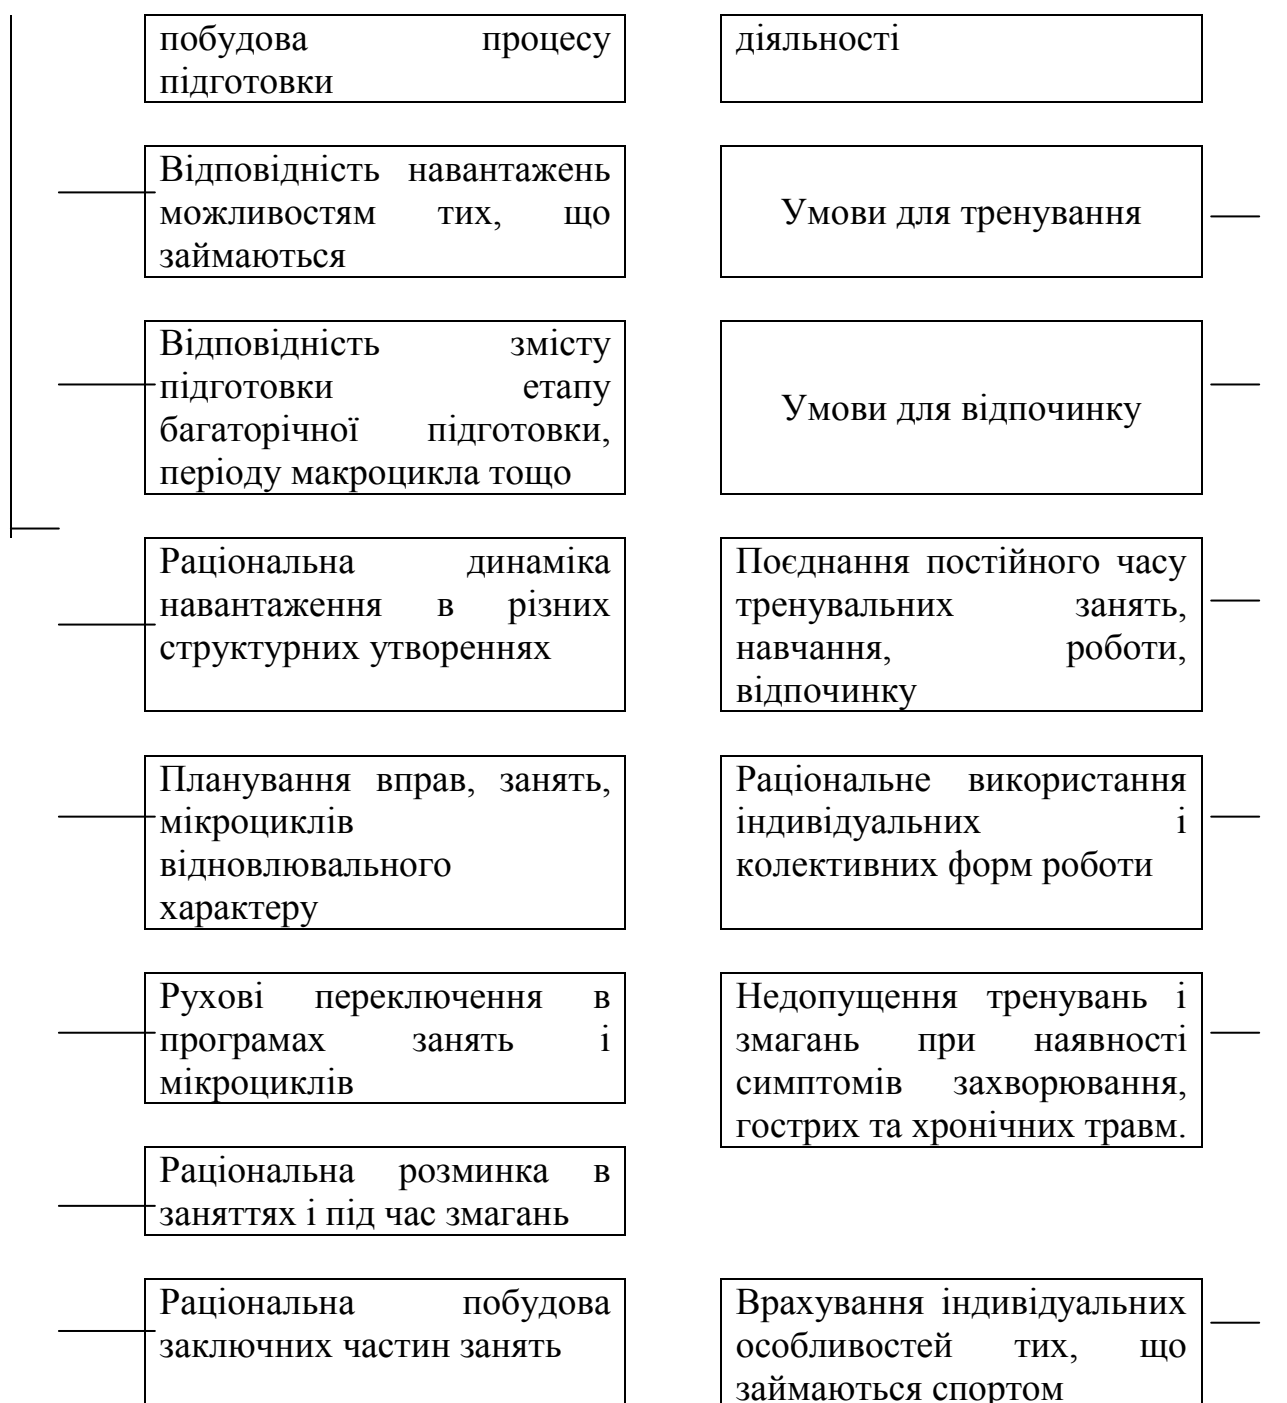 побудова процесу
підготовки
діяльності
Відповідність навантажень
можливостям тих, що
займаються
Умови для тренування
Відповідність змісту
підготовки етапу
багаторічної підготовки,
періоду макроцикла тощо
Умови для відпочинку
Раціональна динаміка
навантаження в різних
структурних утвореннях
Поєднання постійного часу
тренувальних занять,
навчання, роботи,
відпочинку
Планування вправ, занять,
мікроциклів
відновлювального
характеру
Раціональне використання
індивідуальних і
колективних форм роботи
Рухові переключення в
програмах занять і
мікроциклів
Недопущення тренувань і
змагань при наявності
симптомів захворювання,
гострих та хронічних травм.
Раціональна розминка в
заняттях і під час змагань
Раціональна побудова
заключних частин занять
Врахування індивідуальних
особливостей тих, що
займаються спортом